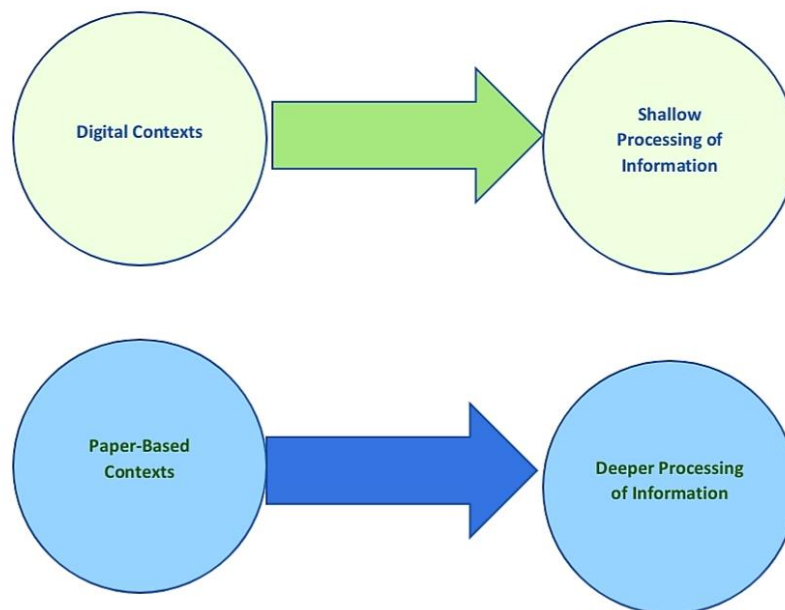 Digital Contexts
Shallow
Processing of
Information
Paper-Based
Contexts
Deeper Processing
of Information